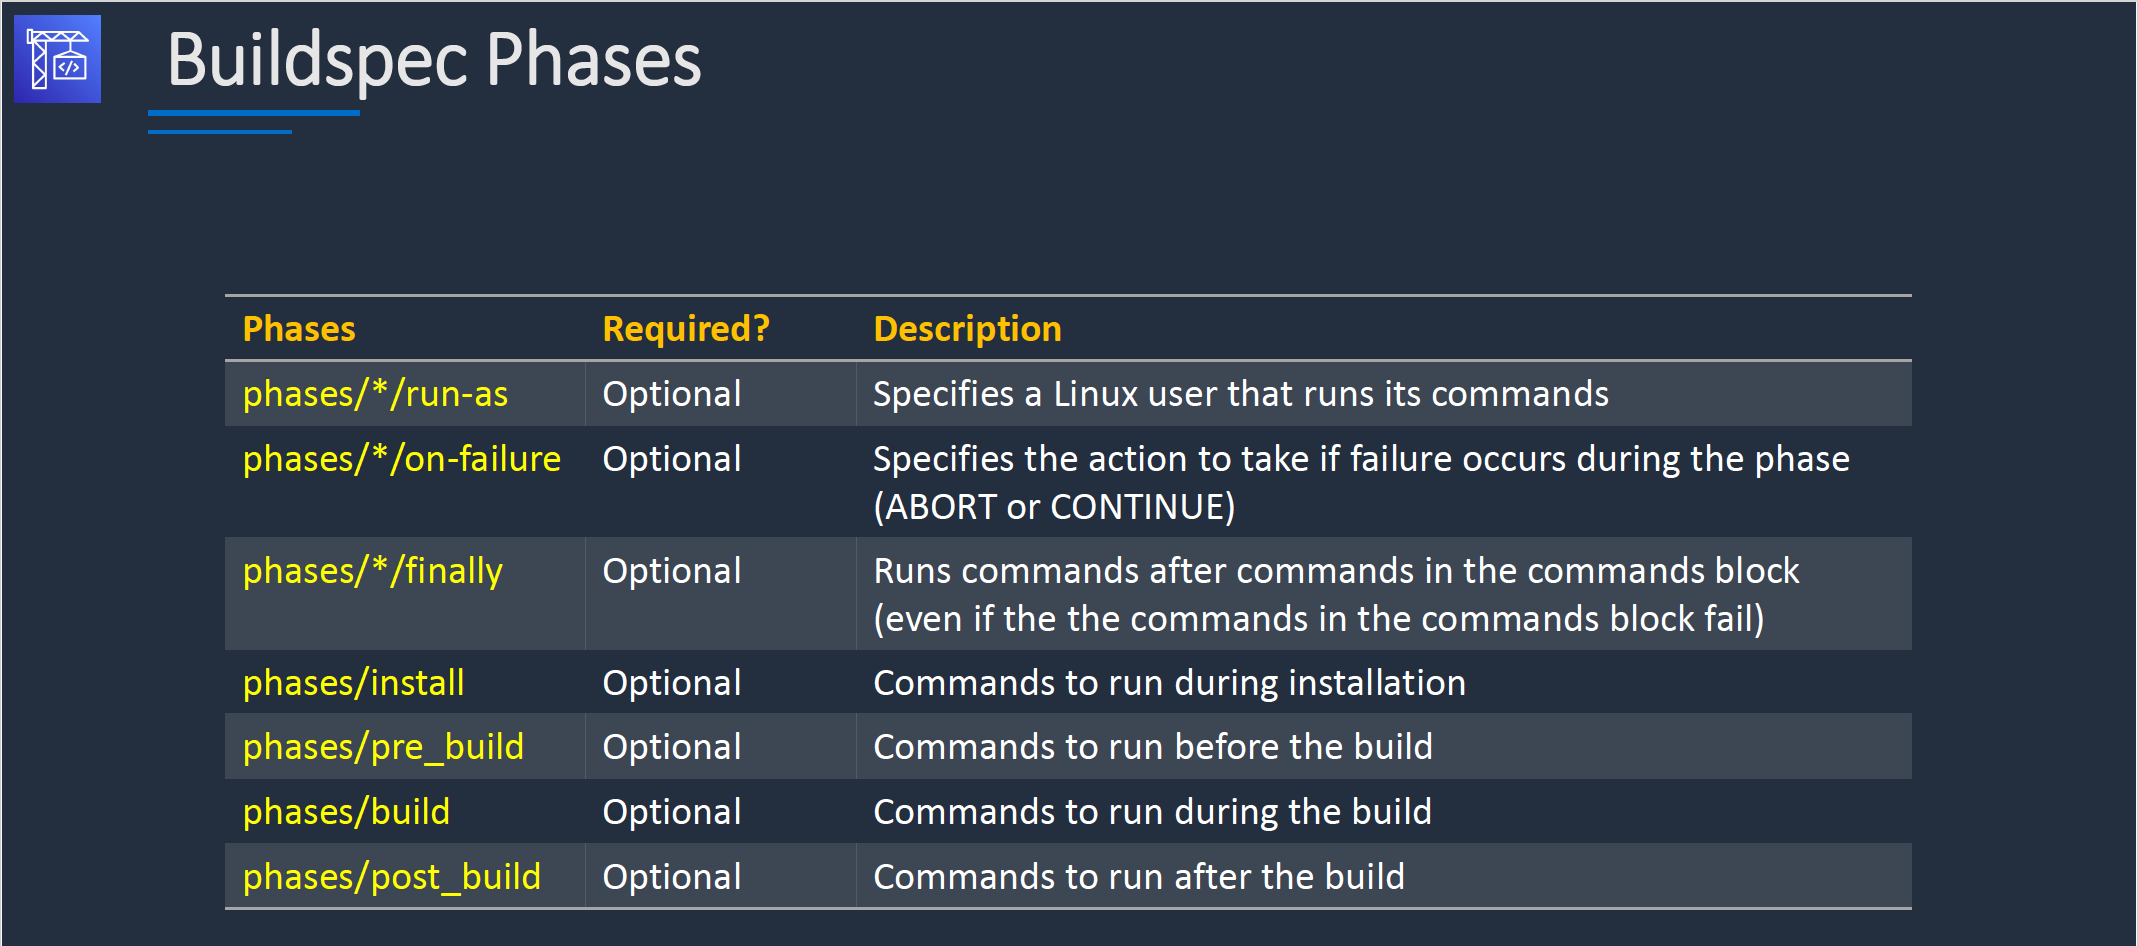 Buildspec Phases
Phases Required? Description
phases/*/run-as Optional Specifies a Linux user that runs its commands
phases/*/on-failure Optional Specifies the action to take if failure occurs during the phase
(ABORT or CONTINUE)
phases/*/finally Optional Runs commands after commands in the commands block
(even if the the commands in the commands block fail)
phases/install Optional Commands to run during installation
phases/pre_build Optional Commands to run before the build
phases/build Optional Commands to run during the build
phases/post_build Optional Commands to run after the build